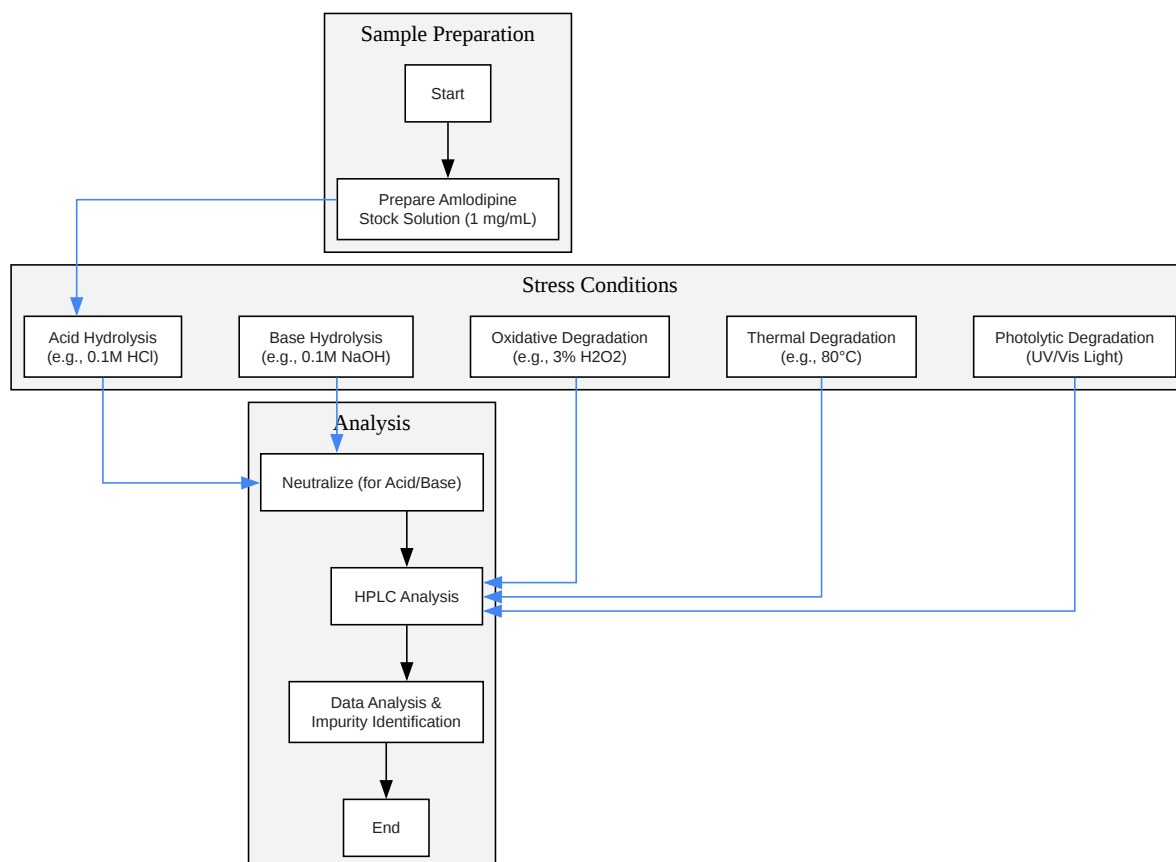 Sample Preparation
Start
Prepare Amlodipine
Stock Solution (1 mg/mL)
Stress Conditions
Acid Hydrolysis
(e.g., 0.1M HCl)
Base Hydrolysis
(e.g., 0.1M NaOH)
Oxidative Degradation
(e.g., 3% H2O2)
Thermal Degradation
(e.g., 80°C)
Photolytic Degradation
(UV/Vis Light)
Analysis
Neutralize (for Acid/Base)
HPLC Analysis
Data Analysis &
Impurity Identification
End